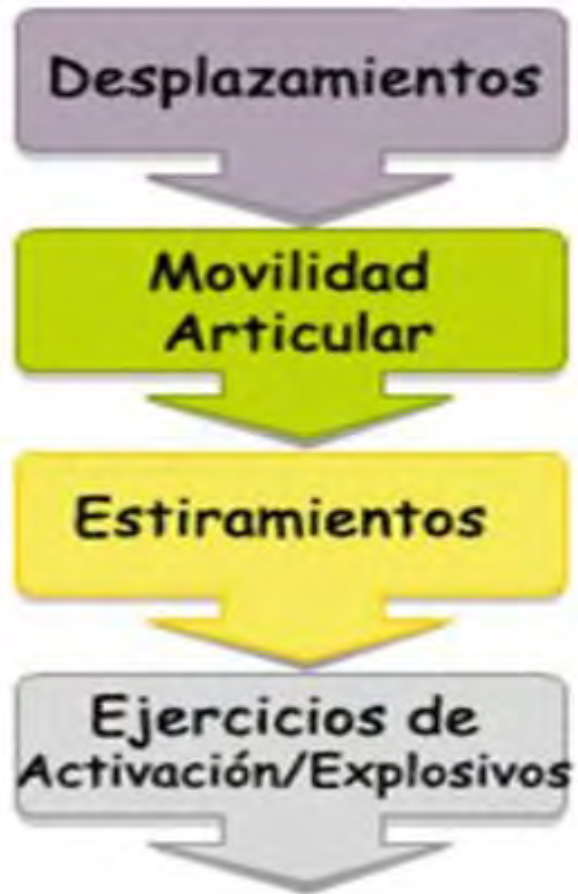 Desplazamientos
Movilidad
Articular
Estiramientos
Ejercicios de
Activación/Explosivos